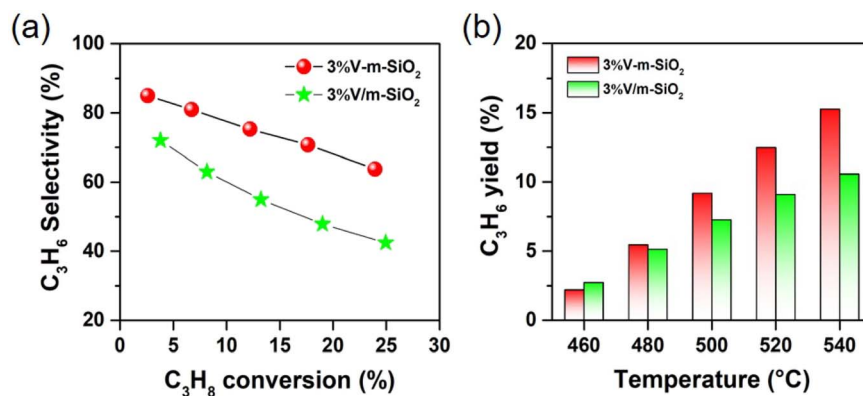 (a)
C₃H₆ Selectivity (%)
100
80
60
40
20
3%V-m-SiO₂
3%V/m-SiO₂
0 5 10 15 20 25 30
C₃H₈ conversion (%)
(b)
C₃H₆ yield (%)
20
15
10
5
0
3%V-m-SiO₂
3%V/m-SiO₂
460 480 500 520 540
Temperature (°C)